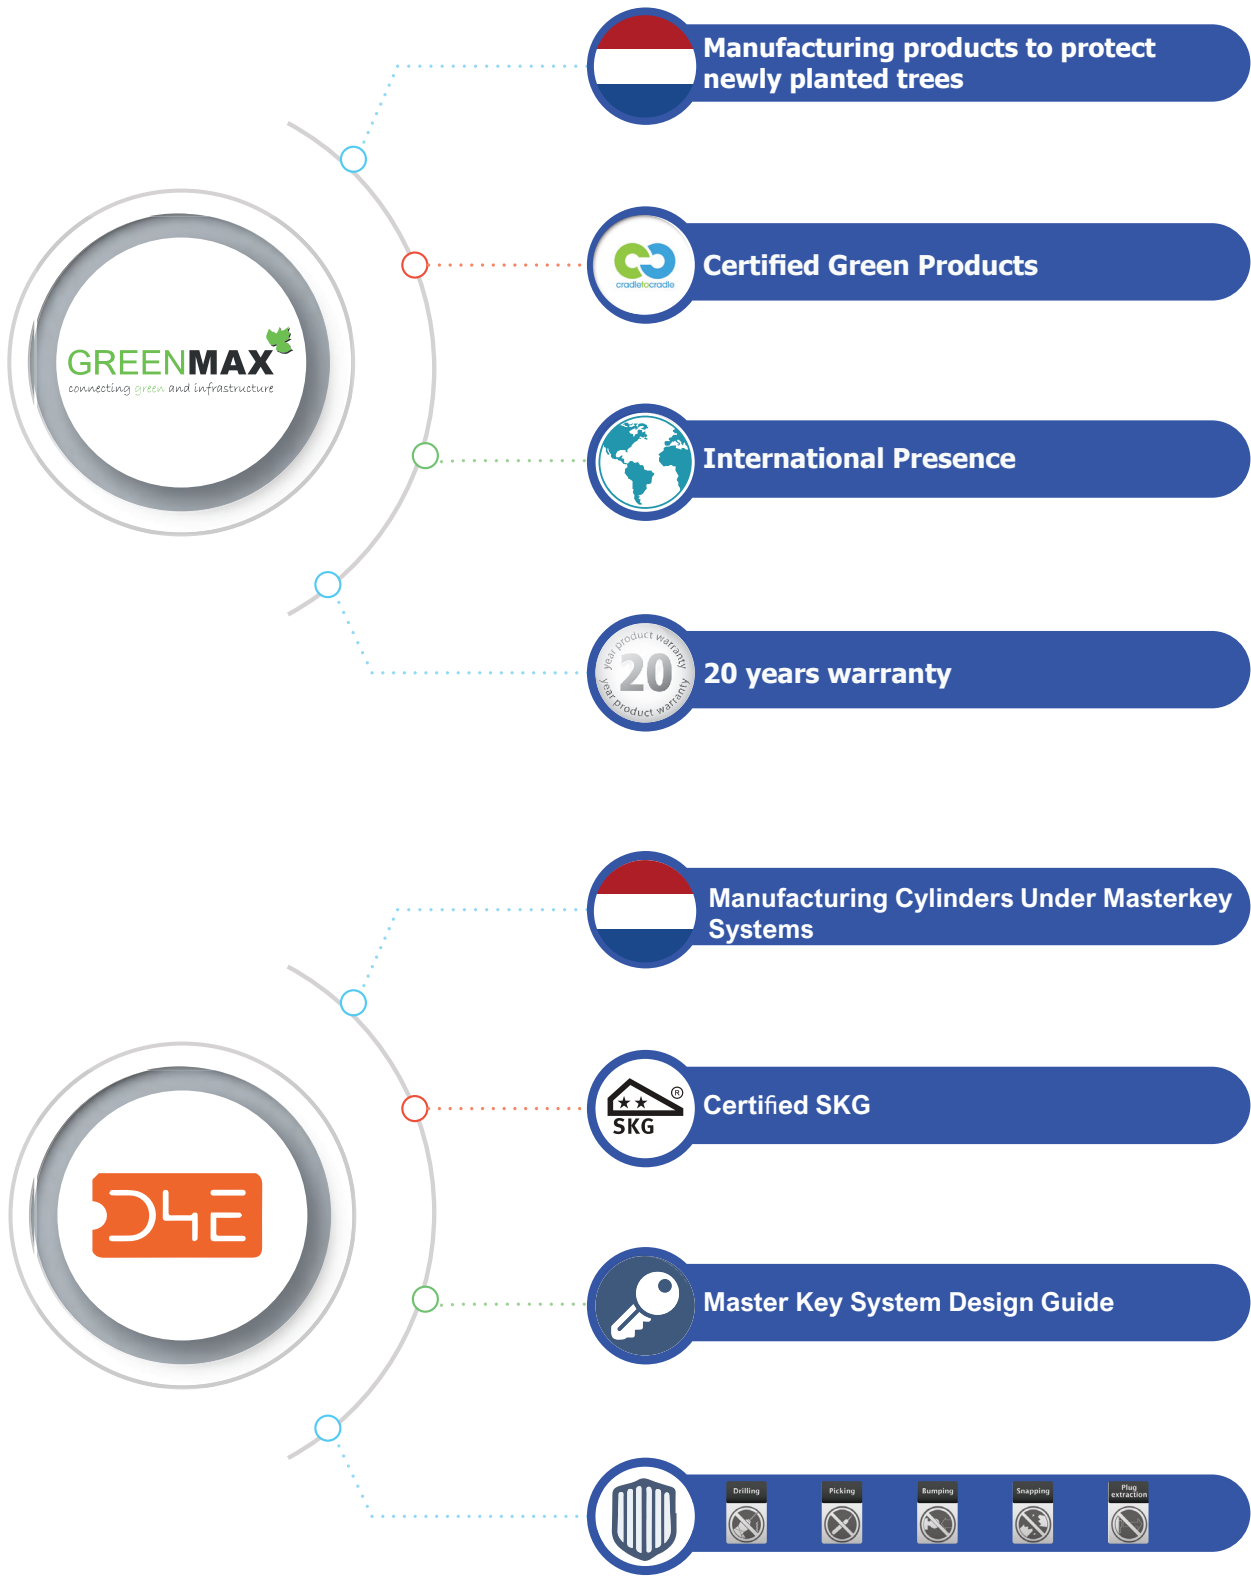 Manufacturing products to protect
newly planted trees
cradletocradle
Certified Green Products
GREENMAX
connecting green and infrastructure
International Presence
year product warranty
20
year product warranty
20 years warranty
Manufacturing Cylinders Under Masterkey
Systems
®
SKG
Certified SKG
D4E
Master Key System Design Guide
Drilling
Picking
Bumping
Snapping
Plug
extraction